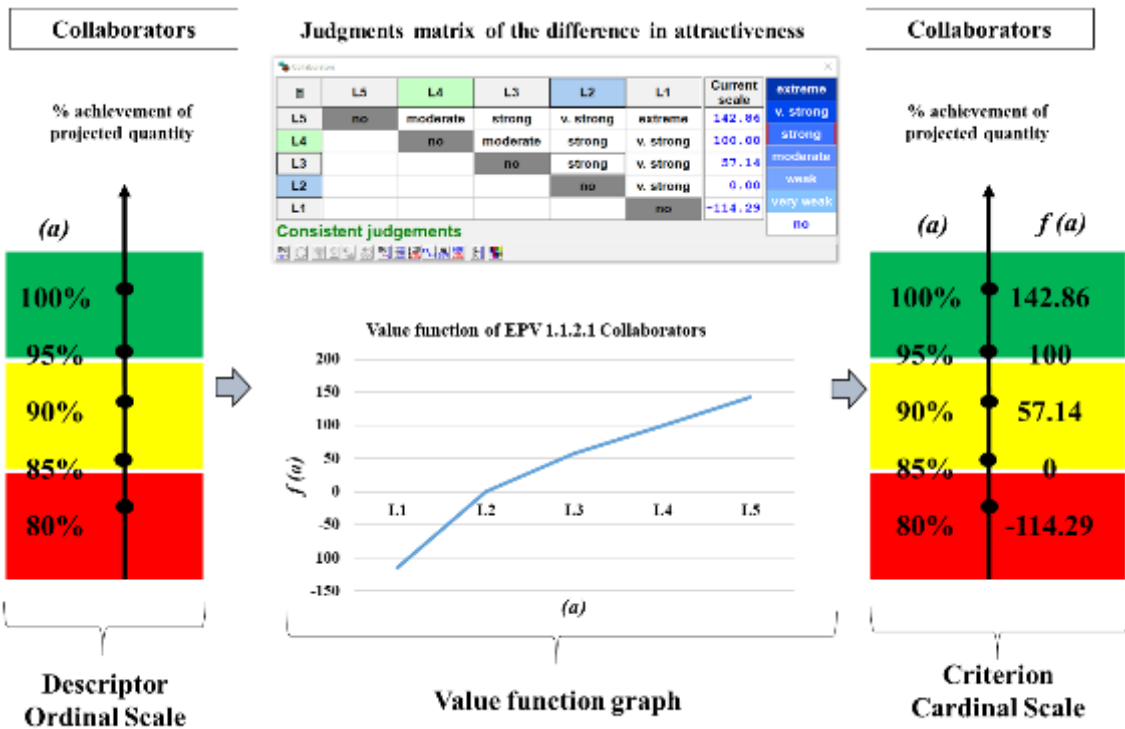 Collaborators
Judgments matrix of the difference in attractiveness
Collaborators
% achievement of
projected quantity
(a)
100%
95%
90%
85%
80%
Descriptor
Ordinal Scale
L5 L4 L3 L2 L1 Current scale
L5 no moderate strong v. strong extreme 142.86
L4 no moderate strong v. strong 100.00
L3 no strong v. strong 57.14
L2 no v. strong 0.00
L1 no -114.29
extreme
v. strong
strong
moderate
weak
very weak
no
Consistent judgements
Value function of EPV 1.1.2.1 Collaborators
200
150
100
50
0
-50
100
-150
f (a)
L1 L2 L3 L4 L5
(a)
Value function graph
% achievement of
projected quantity
(a) f (a)
100% 142.86
95% 100
90% 57.14
85% 0
80% -114.29
Criterion
Cardinal Scale